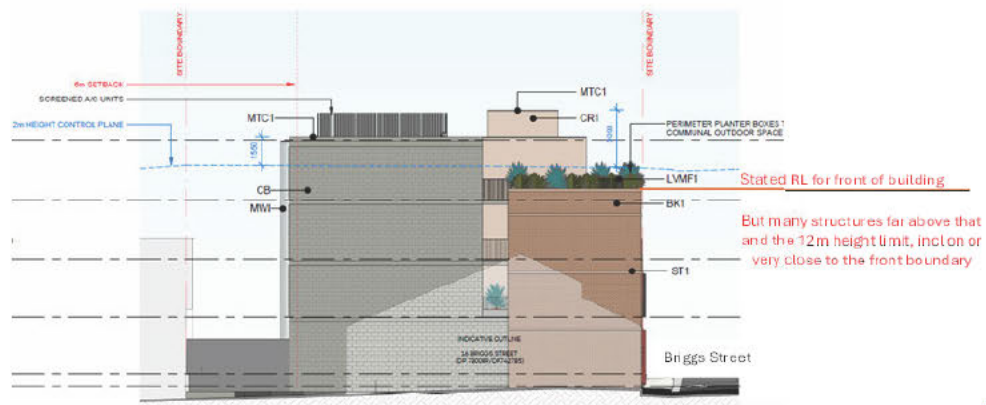 SITE BOUNDARY
SITE BOUNDARY
6m SETBACK
SCREENED A/C UNITS
2m HEIGHT CONTROL PLANE
MTC1
1550
MTC1
CR1
PERIMETER PLANTER BOXES T
COMMUNAL OUTDOOR SPACE
LVMF1
BK1
CB
MWI
ST1
Stated RL for front of building
But many structures far above that
and the 12m height limit, incl on or
very close to the front boundary
INDICATIVE OUTLINE
BRIGGS STREET
Briggs Street